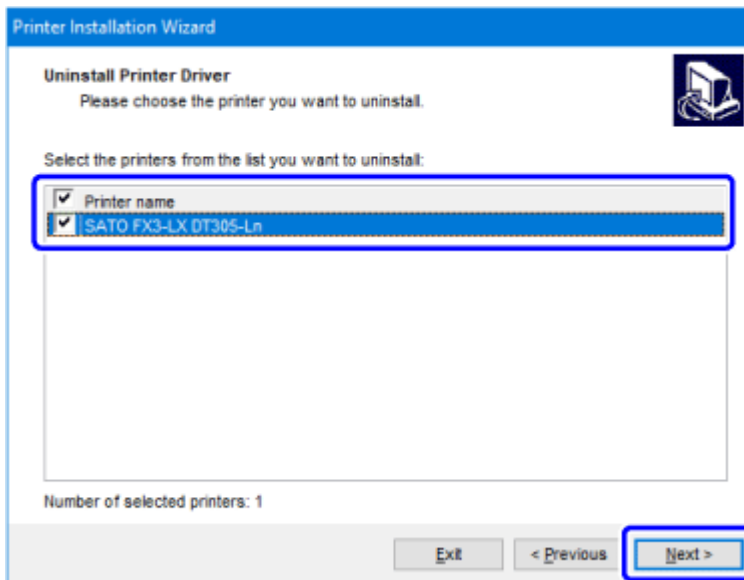 Printer Installation Wizard
Uninstall Printer Driver
Please choose the printer you want to uninstall.
Select the printers from the list you want to uninstall:
Printer name
SATO FX3-LX DT305-Ln
Number of selected printers: 1
Exit < Previous Next >